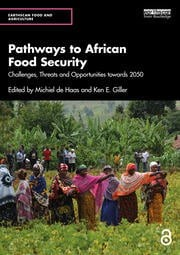 EARTHSCAN FOOD AND
AGRICULTURE
Routledge
Pathways to African
Food Security
Challenges, Threats and Opportunities towards 2050
Edited by Michiel de Haas and Ken E. Giller